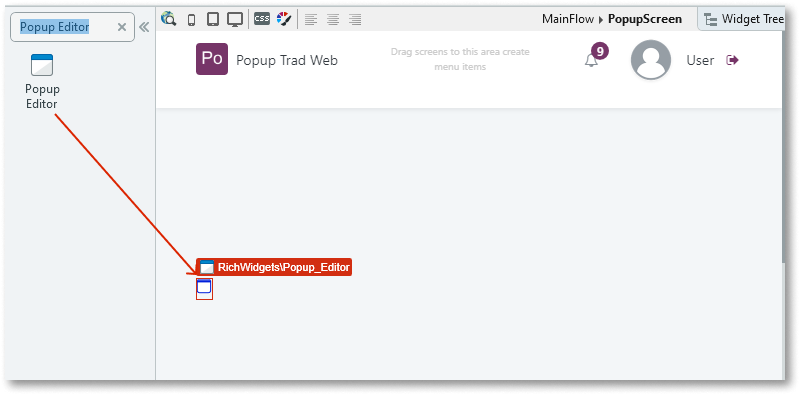 Popup Editor
CSS
MainFlow PopupScreen
Widget Tree
Popup
Editor
Po
Popup Trad Web
Drag screens to this area create
menu items
9
User
RichWidgets\Popup_Editor